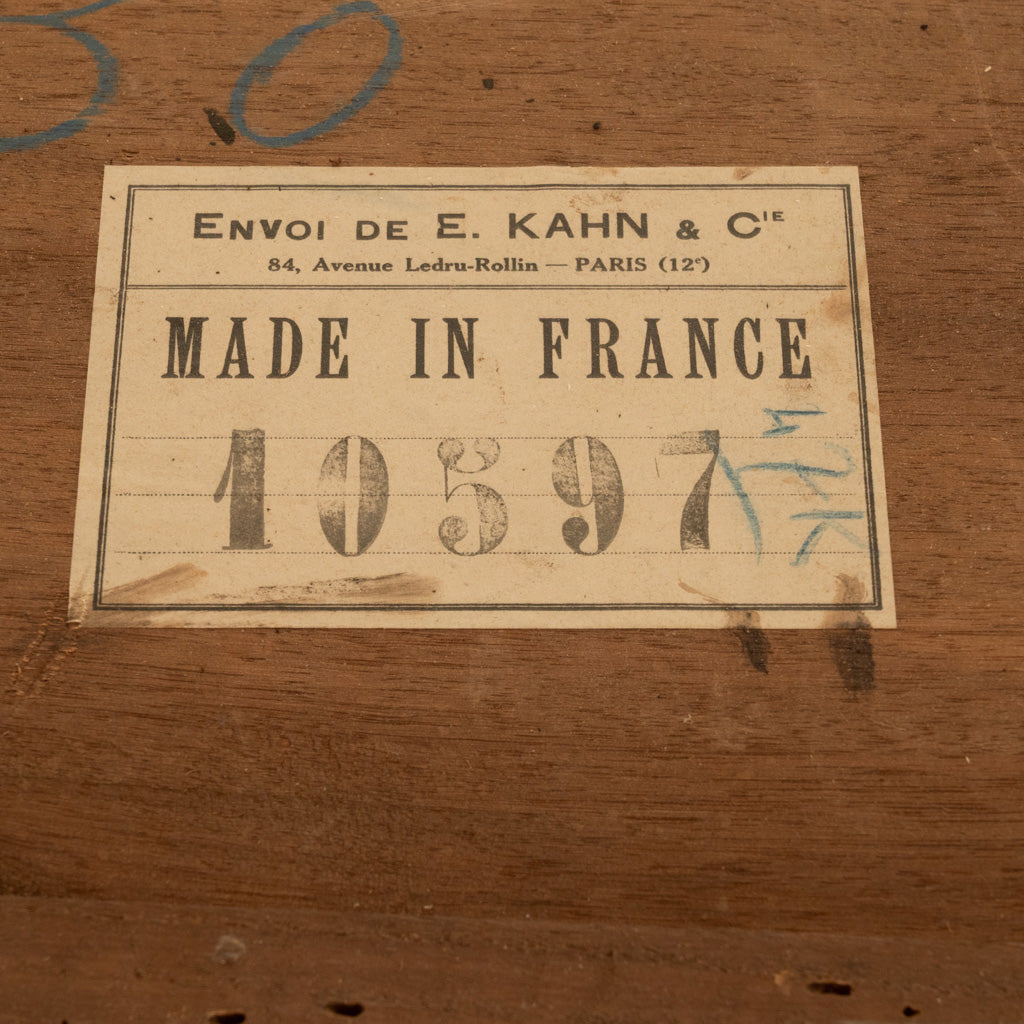 ENVOI DE E. KAHN & CIE
84, Avenue Ledru-Rollin — PARIS (12e)
MADE IN FRANCE
10597